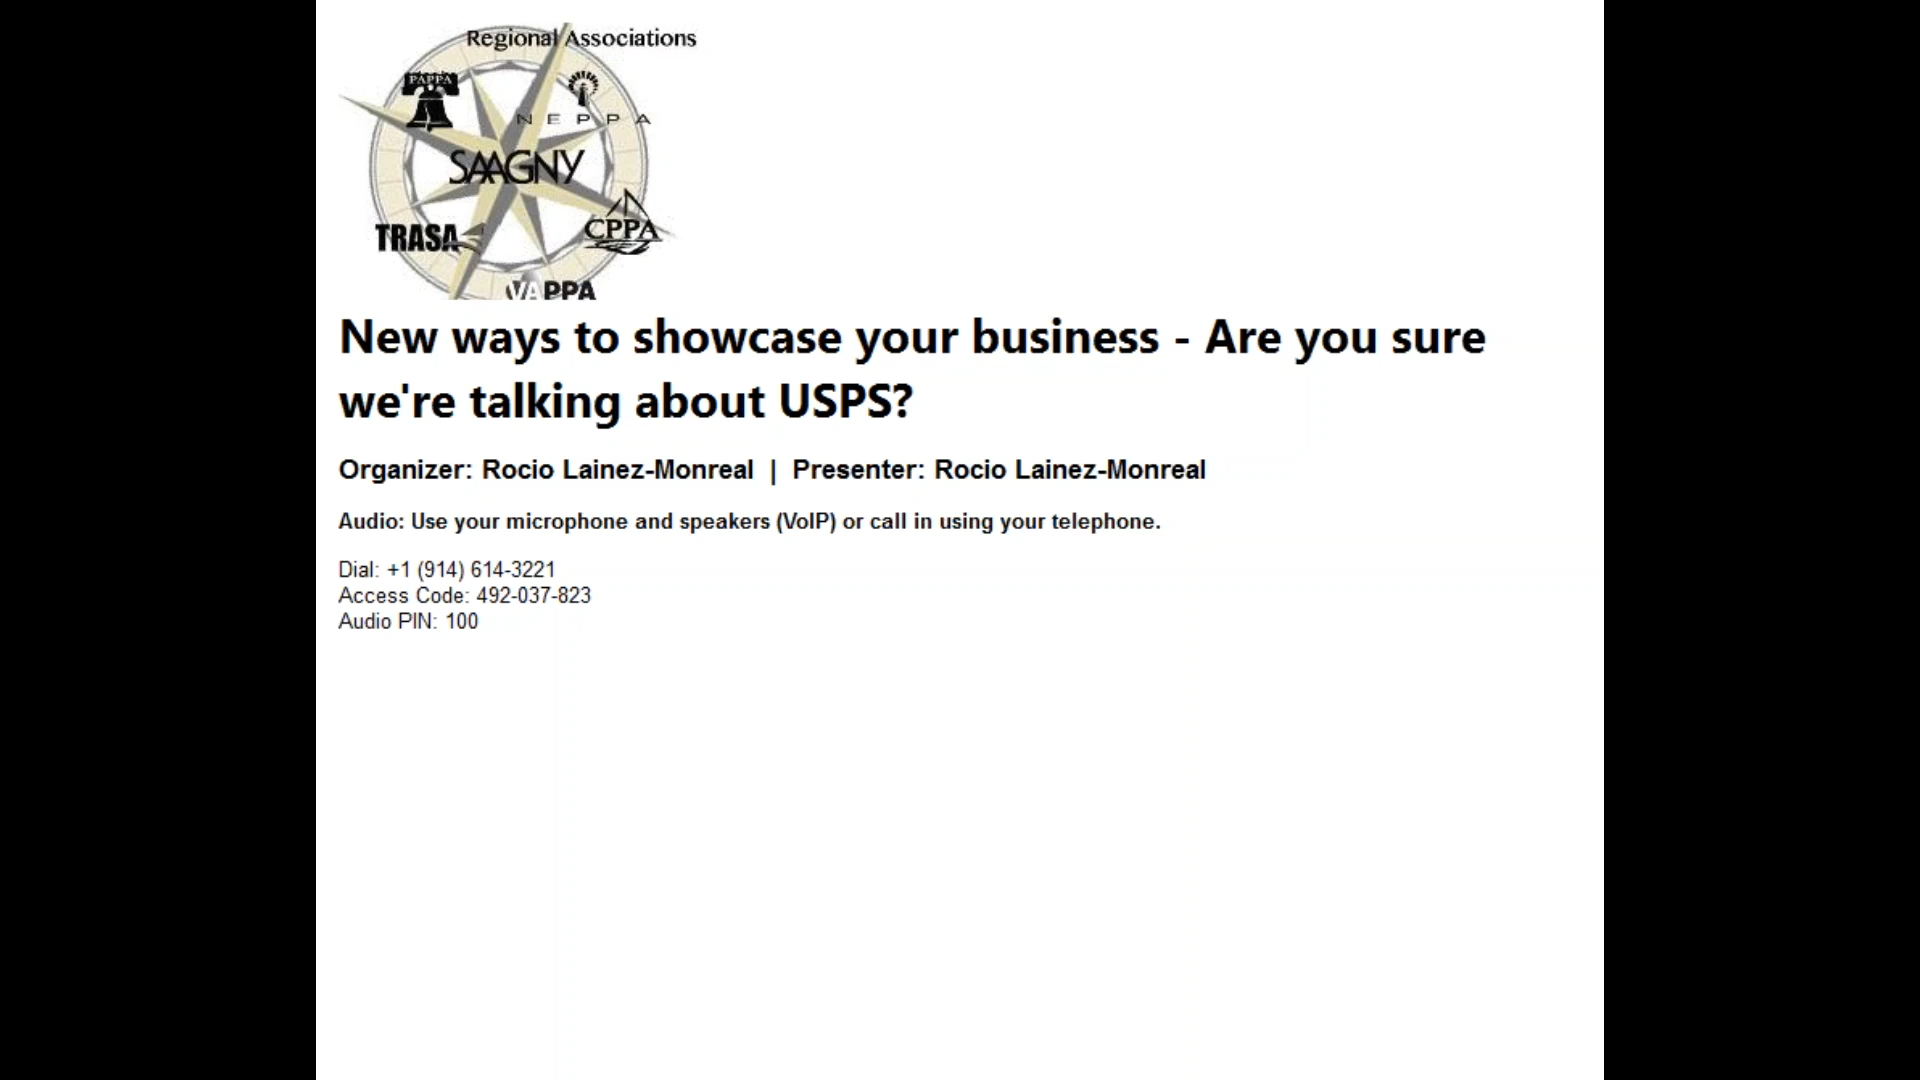 Regional Associations
PAPPA
NEPPA
SAAGNY
TRASA
CPPA
VAPPA
New ways to showcase your business - Are you sure
we're talking about USPS?
Organizer: Rocio Lainez-Monreal | Presenter: Rocio Lainez-Monreal
Audio: Use your microphone and speakers (VoIP) or call in using your telephone.
Dial: +1 (914) 614-3221
Access Code: 492-037-823
Audio PIN: 100